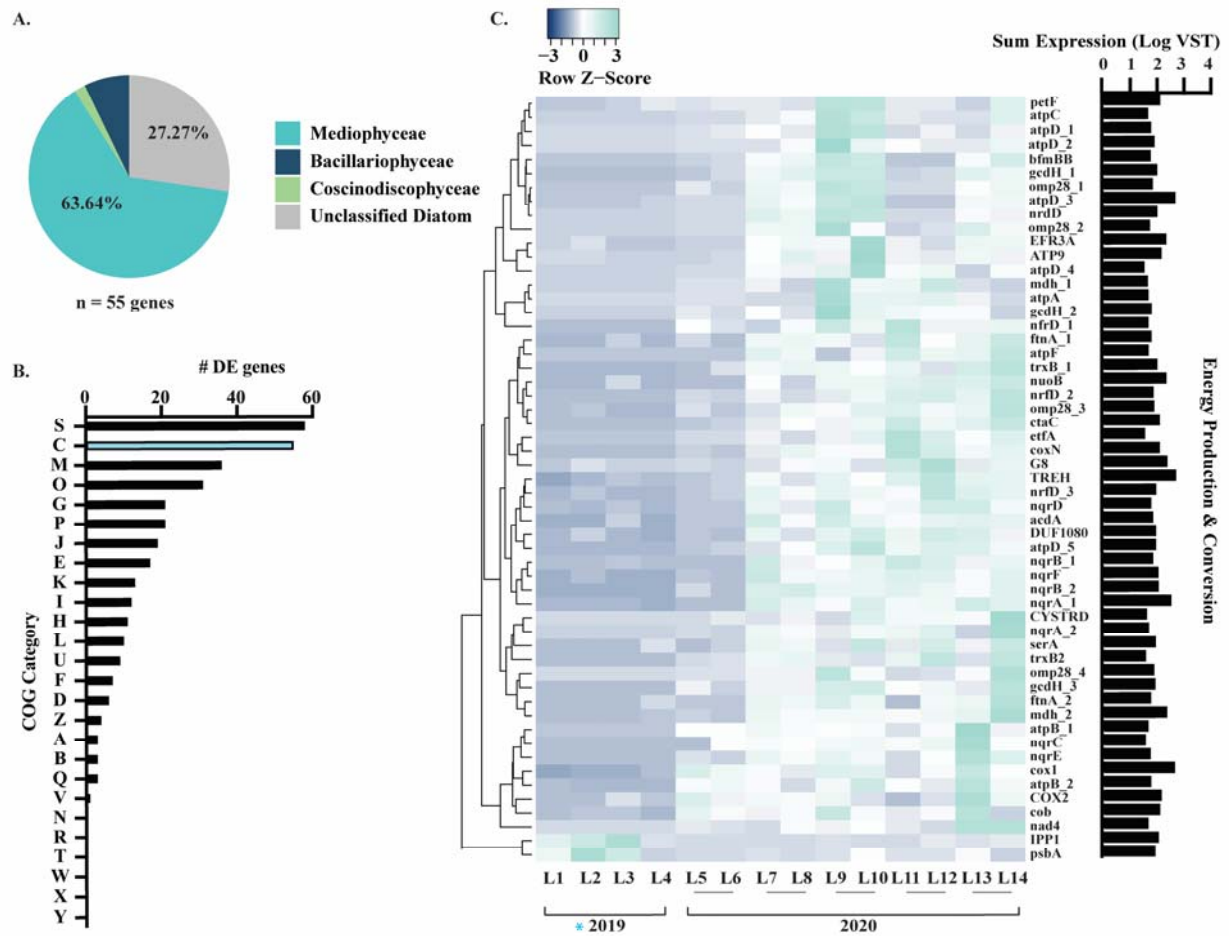 A.
63.64%
27.27%
Mediophyceae
Bacillariophyceae
Coscinodiscophyceae
Unclassified Diatom
n = 55 genes
B.
# DE genes
0 20 40 60
COG Category
S
C
M
O
G
P
J
E
K
I
H
L
U
F
D
Z
A
B
Q
V
N
R
T
W
X
Y
C.
−3 0 3
Row Z−Score
Sum Expression (Log VST)
0 1 2 3 4
petF
atpC
atpD_1
atpD_2
bfmBB
gcdH_1
omp28_1
atpD_3
nrdD
omp28_2
EFR3A
ATP9
atpD_4
mdh_1
atpA
gcdH_2
nfrD_1
ftnA_1
atpF
trxB_1
nuoB
nrfD_2
omp28_3
ctaC
etfA
coxN
G8
TREH
nrfD_3
nqrD
acdA
DUF1080
atpD_5
nqrB_1
nqrF
nqrB_2
nqrA_1
CYSTRD
nqrA_2
serA
trxB2
omp28_4
gcdH_3
ftnA_2
mdh_2
atpB_1
nqrC
nqrE
cox1
atpB_2
COX2
cob
nad4
IPP1
psbA
Energy Production & Conversion
L1 L2 L3 L4 L5 L6 L7 L8 L9 L10 L11 L12 L13 L14
* 2019 2020